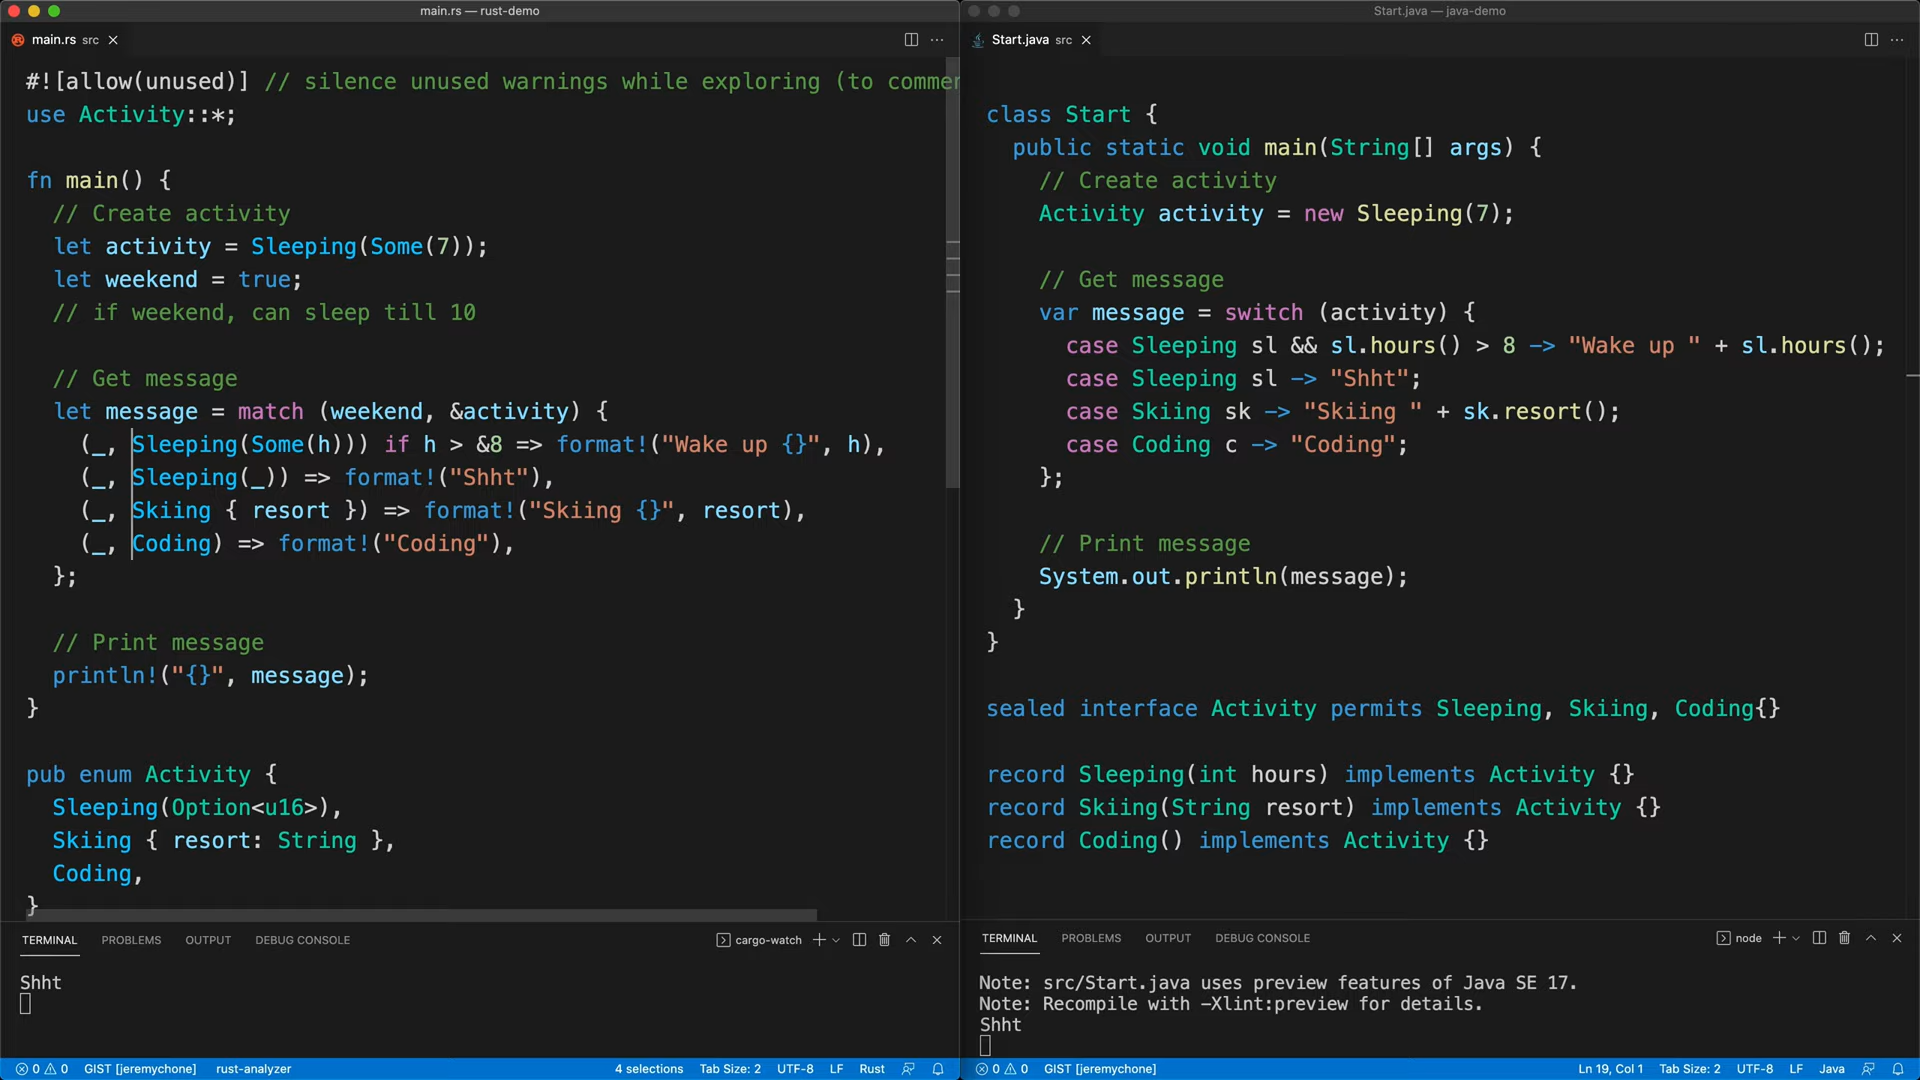 main.rs — rust-demo
main.rs src
#![allow(unused)] // silence unused warnings while exploring (to commen
use Activity::*;
fn main() {
// Create activity
let activity = Sleeping(Some(7));
let weekend = true;
// if weekend, can sleep till 10
// Get message
let message = match (weekend, &activity) {
(_, Sleeping(Some(h))) if h > &8 => format!("Wake up {}", h),
(_, Sleeping(_)) => format!("Shht"),
(_, Skiing { resort }) => format!("Skiing {}", resort),
(_, Coding) => format!("Coding"),
};
// Print message
println!("{}", message);
}
pub enum Activity {
Sleeping(Option<u16>),
Skiing { resort: String },
Coding,
}
TERMINAL PROBLEMS OUTPUT DEBUG CONSOLE cargo-watch
Shht
0 0 GIST [jeremychone] rust-analyzer 4 selections Tab Size: 2 UTF-8 LF Rust
Start.java — java-demo
Start.java src
class Start {
public static void main(String[] args) {
// Create activity
Activity activity = new Sleeping(7);
// Get message
var message = switch (activity) {
case Sleeping sl && sl.hours() > 8 -> "Wake up " + sl.hours();
case Sleeping sl -> "Shht";
case Skiing sk -> "Skiing " + sk.resort();
case Coding c -> "Coding";
};
// Print message
System.out.println(message);
}
}
sealed interface Activity permits Sleeping, Skiing, Coding{}
record Sleeping(int hours) implements Activity {}
record Skiing(String resort) implements Activity {}
record Coding() implements Activity {}
TERMINAL PROBLEMS OUTPUT DEBUG CONSOLE node
Note: src/Start.java uses preview features of Java SE 17.
Note: Recompile with -Xlint:preview for details.
Shht
0 0 GIST [jeremychone] Ln 19, Col 1 Tab Size: 2 UTF-8 LF Java